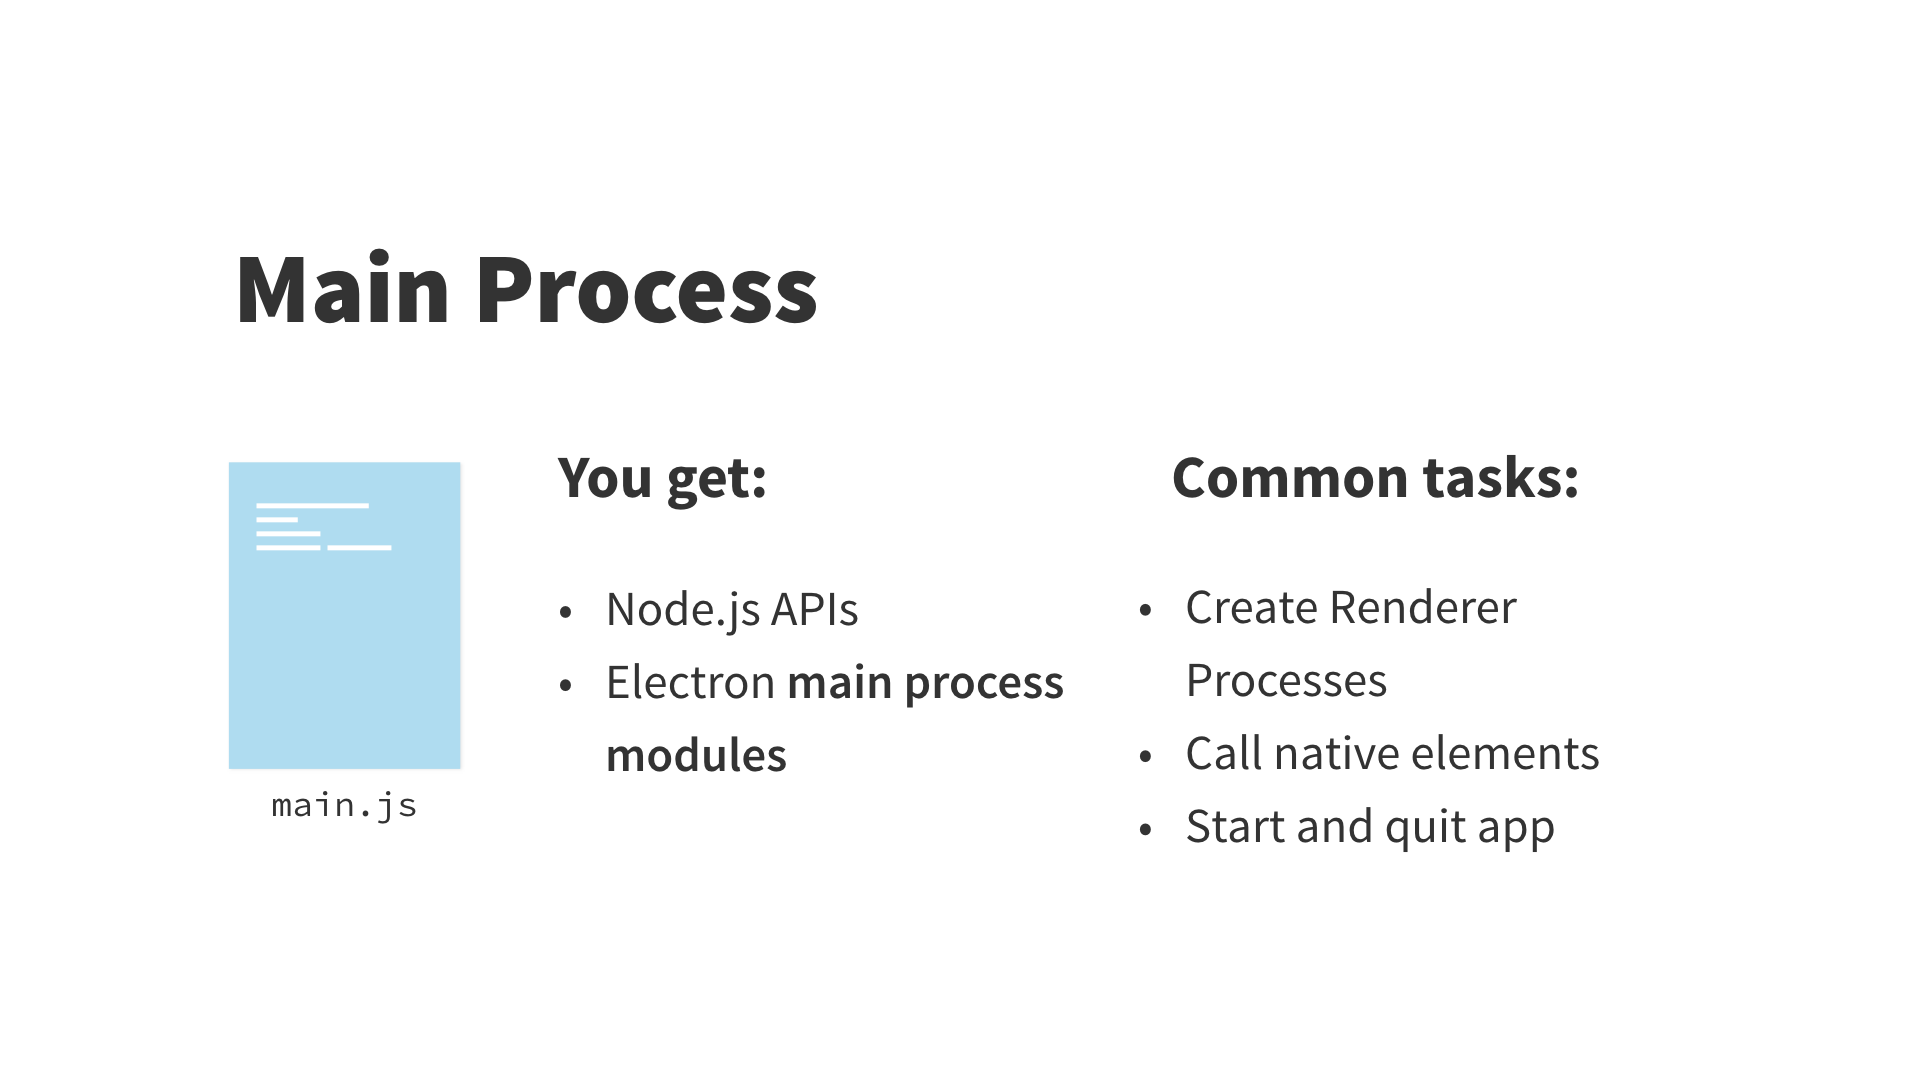 Main Process
You get:
• Node.js APIs
• Electron main process
modules
Common tasks:
• Create Renderer
Processes
• Call native elements
• Start and quit app
main.js